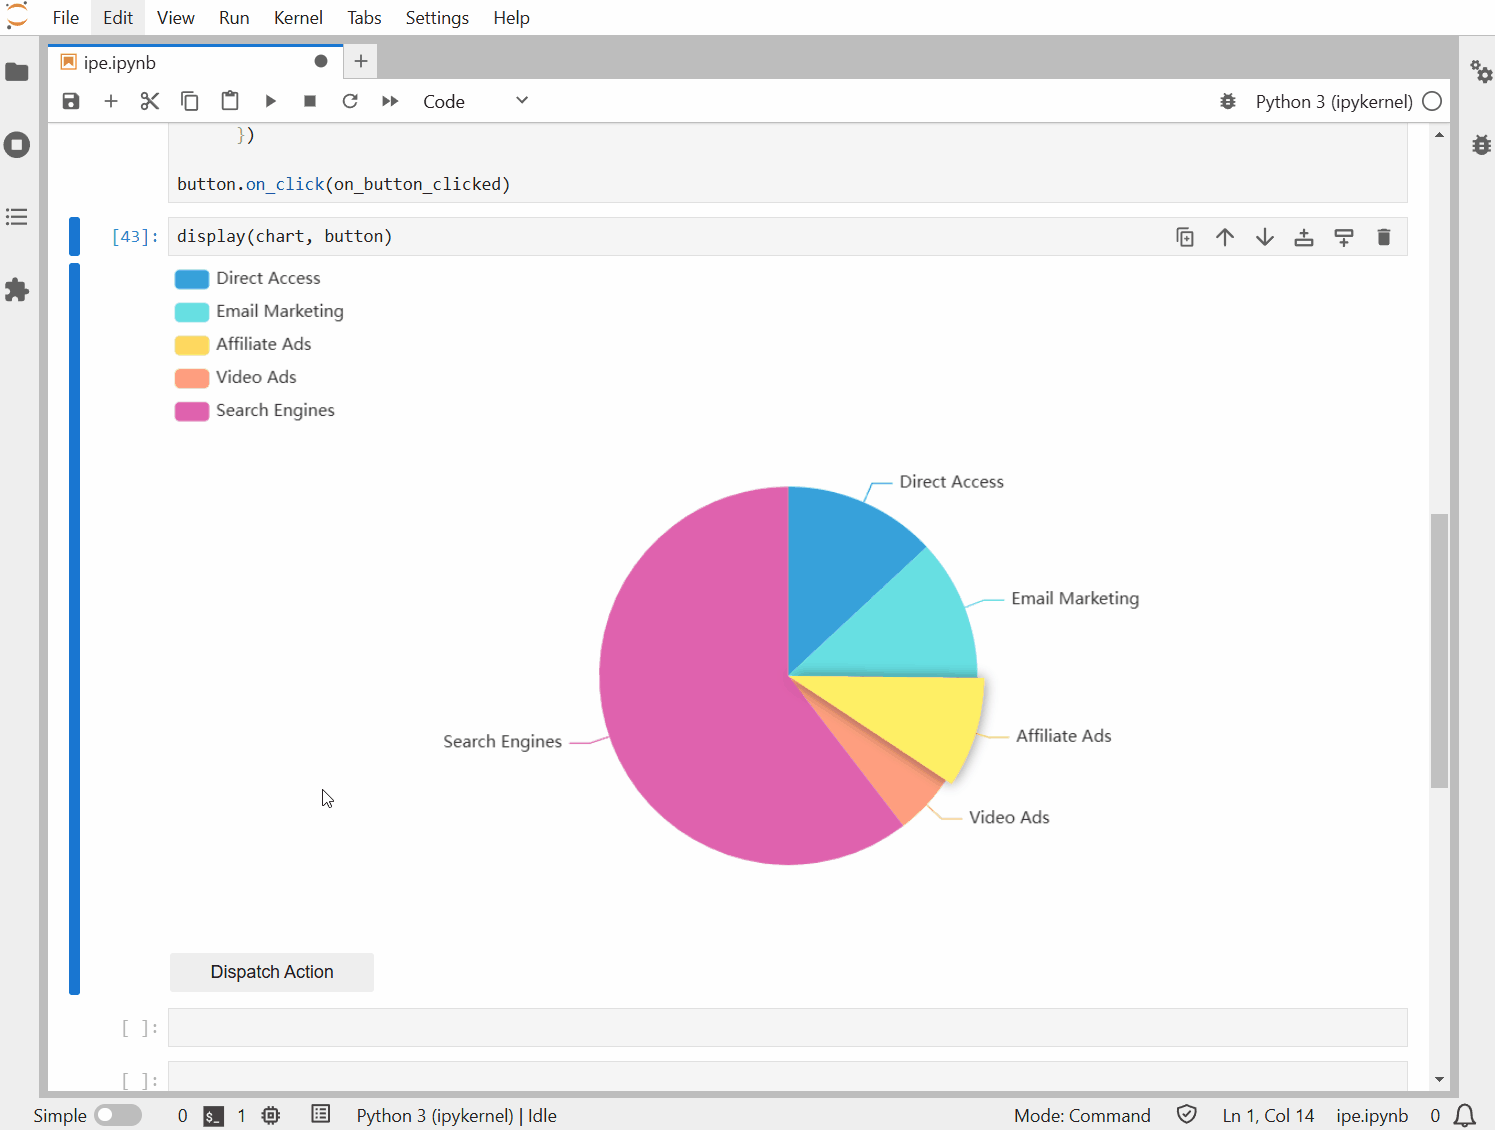 File Edit View Run Kernel Tabs Settings Help
ipe.ipynb
Code
Python 3 (ipykernel)
})
button.on_click(on_button_clicked)
[43]: display(chart, button)
Direct Access
Email Marketing
Affiliate Ads
Video Ads
Search Engines
Direct Access
Email Marketing
Affiliate Ads
Search Engines
Video Ads
Dispatch Action
[ ]:
[ ]:
Simple 0 $_ 1 Python 3 (ipykernel) | Idle Mode: Command Ln 1, Col 14 ipe.ipynb 0